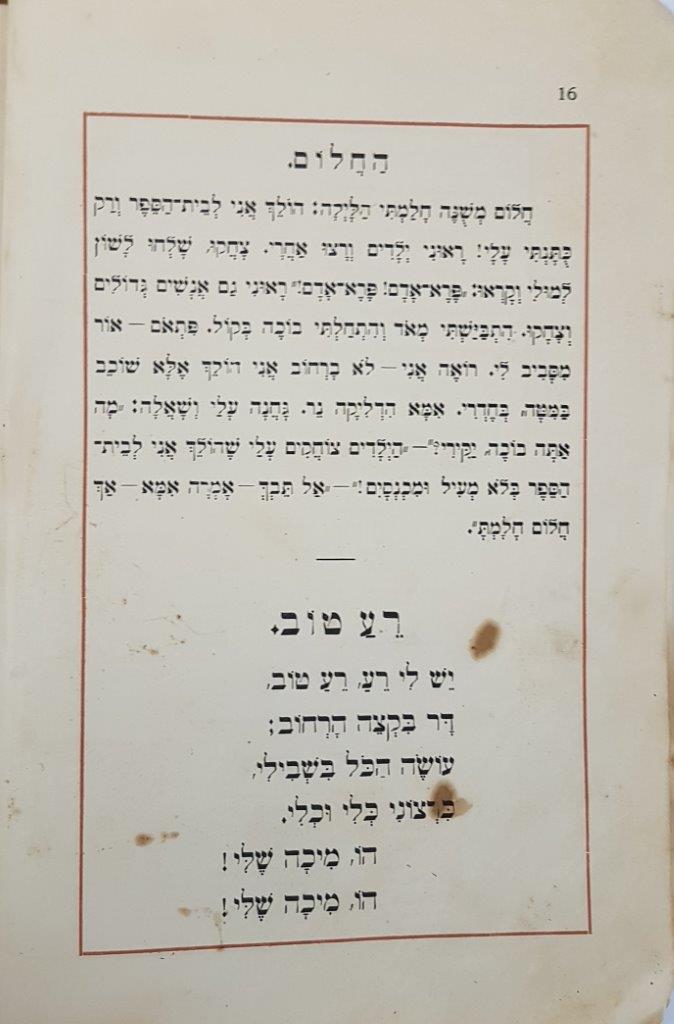 16
הַחֲלוֹם.
חֲלוֹם מְשֻׁנֶּה חָלַמְתִּי הַלָּיְלָה: הוֹלֵךְ אֲנִי לְבֵית־הַסֵּפֶר וְרַק
כֻּתָּנְתִּי עָלָי! רָאוּנִי יְלָדִים וְרָצוּ אַחֲרָי. צָחֲקוּ, שָׁלְחוּ לָשׁוֹן
לְמוּלִי וְקָרְאוּ: „פָּרָא־אָדָם! פָּרָא־אָדָם!" רָאוּנִי גַם אֲנָשִׁים גְּדוֹלִים
וְצָחֲקוּ. הִתְבַּיַּשְׁתִּי מְאֹד וְהִתְחַלְתִּי בוֹכֶה בְּקוֹל. פִּתְאֹם — אוֹר
מִסָּבִיב לִי. רוֹאֶה אֲנִי — לֹא בָרְחוֹב אֲנִי הוֹלֵךְ אֶלָּא שׁוֹכֵב
בַּמִּטָּה, בְּחַדְרִי. אִמָּא הִדְלִיקָה נֵר. גָּחֲנָה עָלַי וְשָׁאֲלָה: „מָה
אַתָּה בוֹכֶה, יַקִּירִי?" — „הַיְלָדִים צוֹחֲקִים עָלַי שֶׁהוֹלֵךְ אֲנִי לְבֵית־
הַסֵּפֶר בְּלֹא מְעִיל וּמִכְנָסָיִם!" — „אַל תֵּבְךְּ — אָמְרָה אִמָּא — אַךְ
חֲלוֹם חָלָמְתָּ".
רֵעַ טוֹב.
יֵשׁ לִי רֵעַ, רֵעַ טוֹב,
דָּר בִּקְצֵה הָרְחוֹב;
עוֹשֶׂה הַכֹּל בִּשְׁבִילִי,
כִּרְצוֹנִי כְּלִי וּכְלִי.
הוֹ, מִיכָה שֶׁלִּי!
הוֹ, מִיכָה שֶׁלִּי!